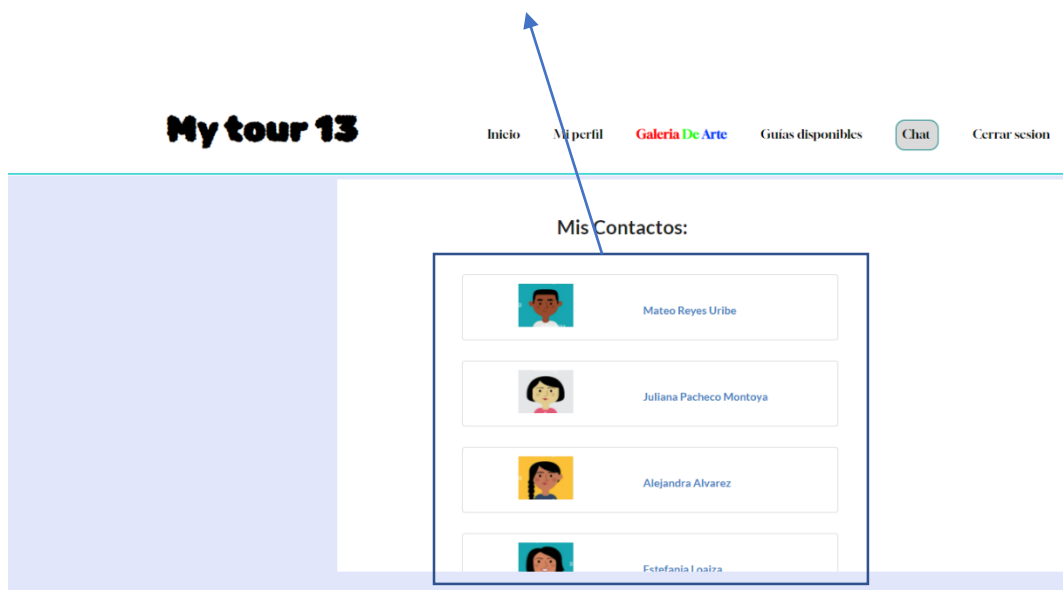 My tour 13
Inicio Mi perfil Galeria De Arte Guías disponibles Chat Cerrar sesion
Mis Contactos:
Mateo Reyes Uribe
Juliana Pacheco Montoya
Alejandra Alvarez
Estefania Loaiza